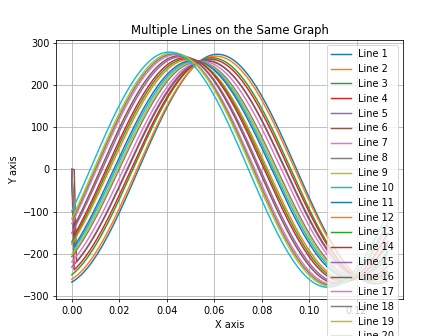 Multiple Lines on the Same Graph
300
200
100
0
−100
−200
−300
Y axis
0.00
0.02
0.04
0.06
0.08
0.10
X axis
Line 1
Line 2
Line 3
Line 4
Line 5
Line 6
Line 7
Line 8
Line 9
Line 10
Line 11
Line 12
Line 13
Line 14
Line 15
Line 16
Line 17
Line 18
Line 19
Line 20